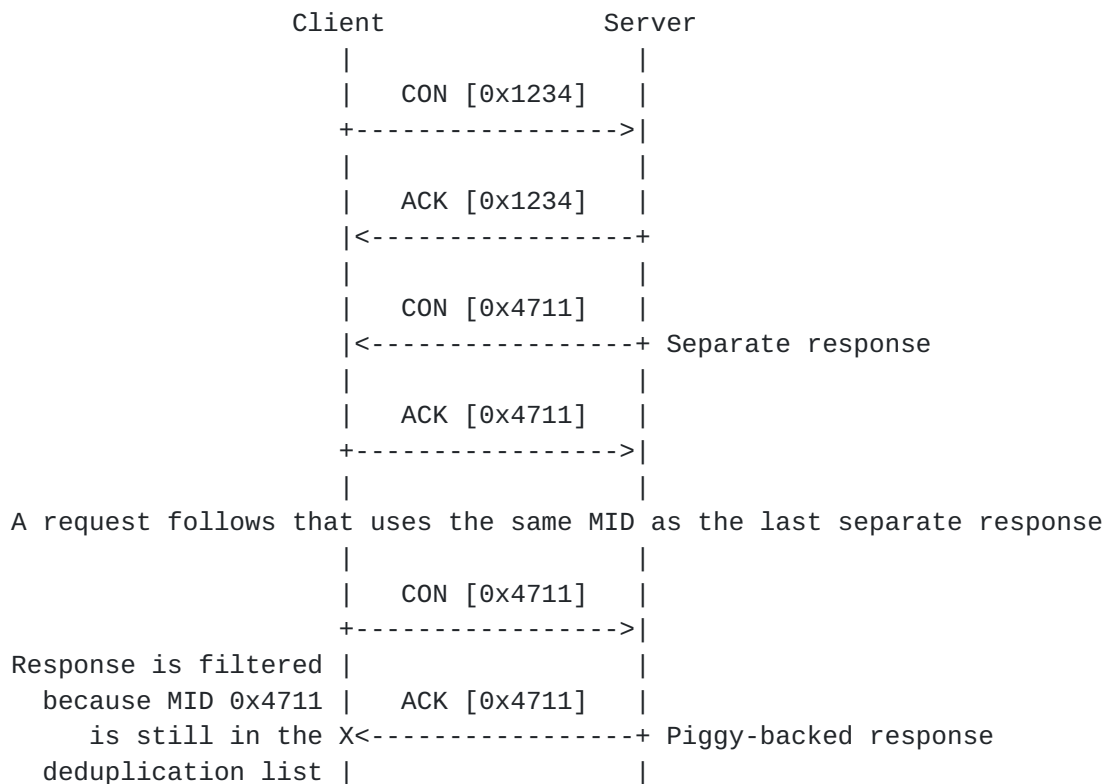 Client Server
CON [0x1234]
ACK [0x1234]
CON [0x4711]
Separate response
ACK [0x4711]
A request follows that uses the same MID as the last separate response
CON [0x4711]
Response is filtered
because MID 0x4711 ACK [0x4711]
is still in the X Piggy-backed response
deduplication list